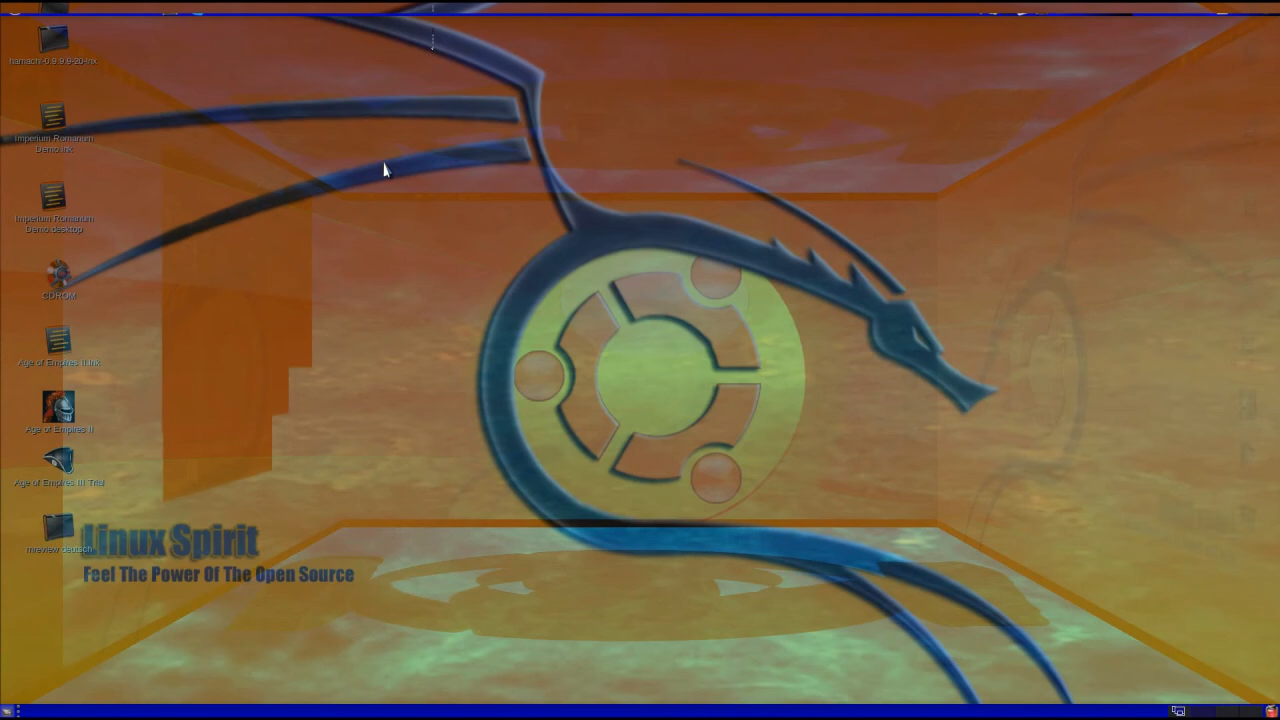 hamachi-0.9.9.9-20-lnx
Imperium Romanum
Demo.lnk
Imperium Romanum
Demo.desktop
CDROM
Age of Empires II.lnk
Age of Empires II
Age of Empires III Trial
mreview deutsch
Linux Spirit
Feel The Power Of The Open Source